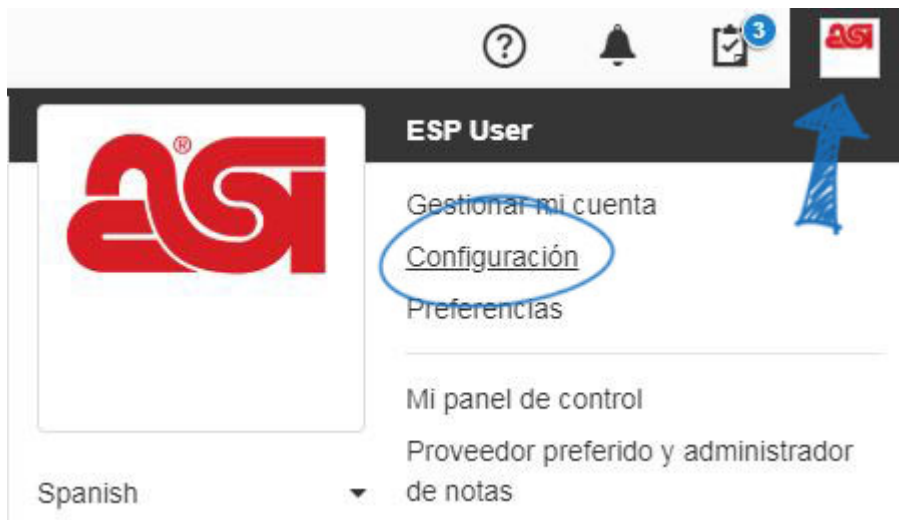 3
asi
ESP User
asi®
Gestionar mi cuenta
Configuración
Preferencias
Mi panel de control
Proveedor preferido y administrador
de notas
Spanish